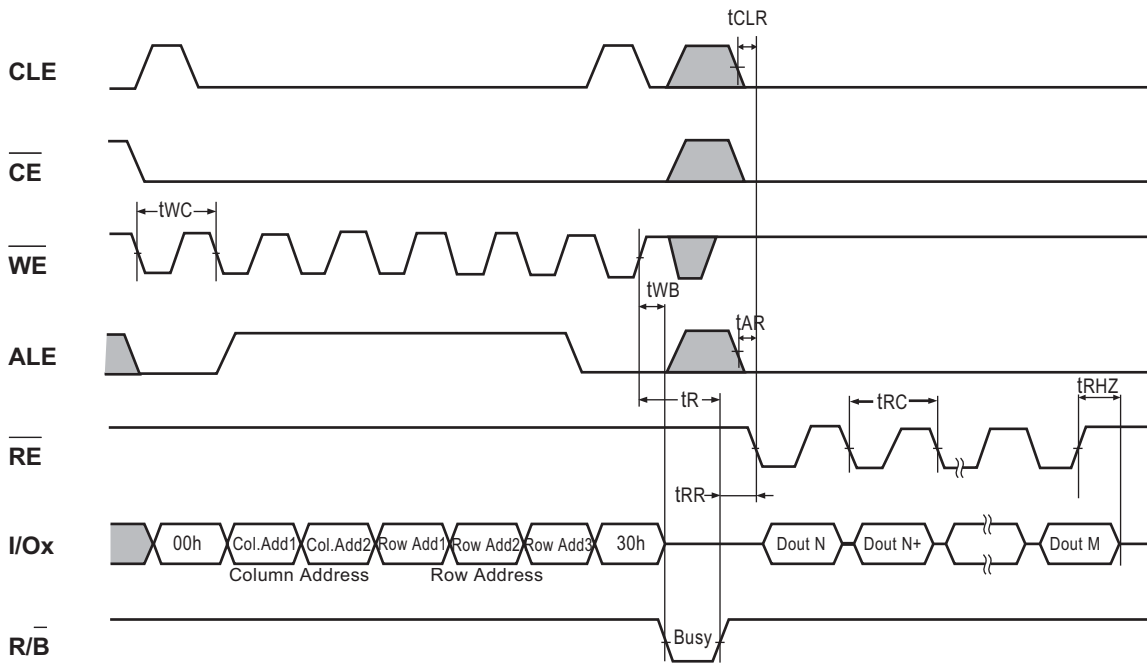 tCLR
CLE
CE
tWC
WE
tWB
tAR
ALE
tR
tRC
tRHZ
RE
tRR
I/Ox
00h Col.Add1 Col.Add2 Row Add1 Row Add2 Row Add3 30h Dout N Dout N+ Dout M
Column Address Row Address
Busy
R/B